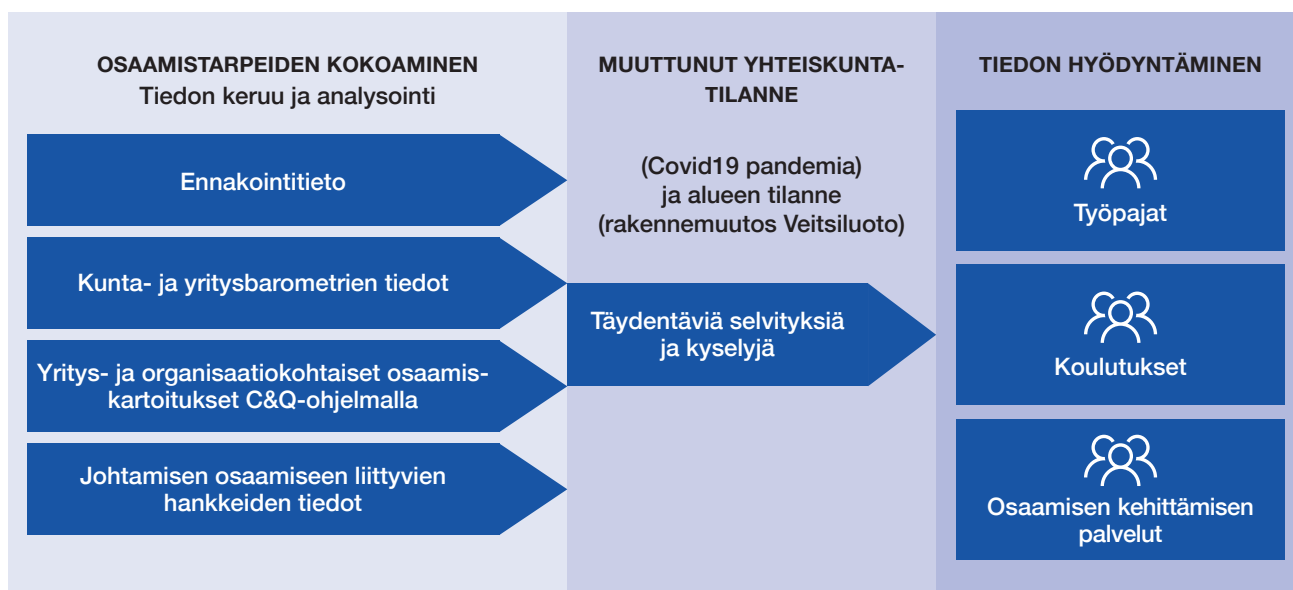 OSAAMISTARPEIDEN KOKOAMINEN
Tiedon keruu ja analysointi
Ennakointitieto
Kunta- ja yritysbarometrien tiedot
Yritys- ja organisaatiokohtaiset osaamis-
kartoitukset C&Q-ohjelmalla
Johtamisen osaamiseen liittyvien
hankkeiden tiedot
MUUTTUNUT YHTEISKUNTA-
TILANNE
(Covid19 pandemia)
ja alueen tilanne
(rakennemuutos Veitsiluoto)
Täydentäviä selvityksiä
ja kyselyjä
TIEDON HYÖDYNTÄMINEN
Työpajat
Koulutukset
Osaamisen kehittämisen
palvelut